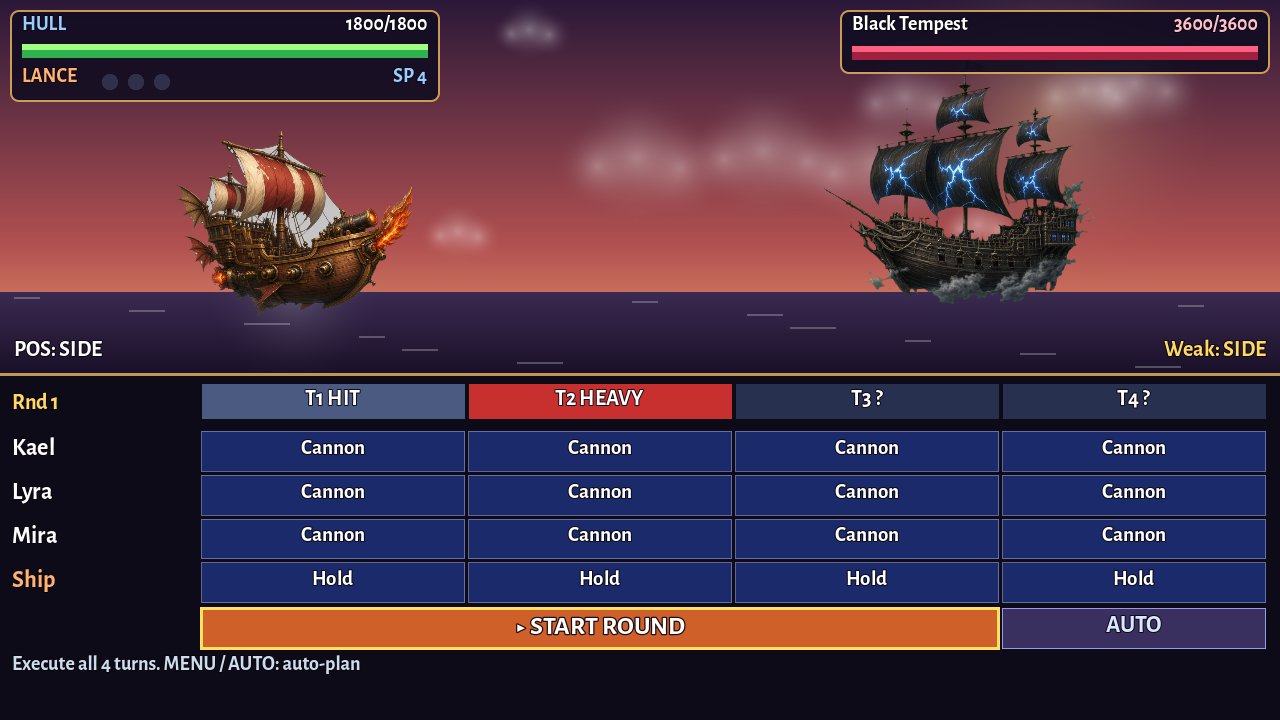 HULL 1800/1800
LANCE SP 4
Black Tempest 3600/3600
POS: SIDE
Weak: SIDE
Rnd 1 T1 HIT T2 HEAVY T3 ? T4 ?
Kael Cannon Cannon Cannon Cannon
Lyra Cannon Cannon Cannon Cannon
Mira Cannon Cannon Cannon Cannon
Ship Hold Hold Hold Hold
▸ START ROUND AUTO
Execute all 4 turns. MENU / AUTO: auto-plan